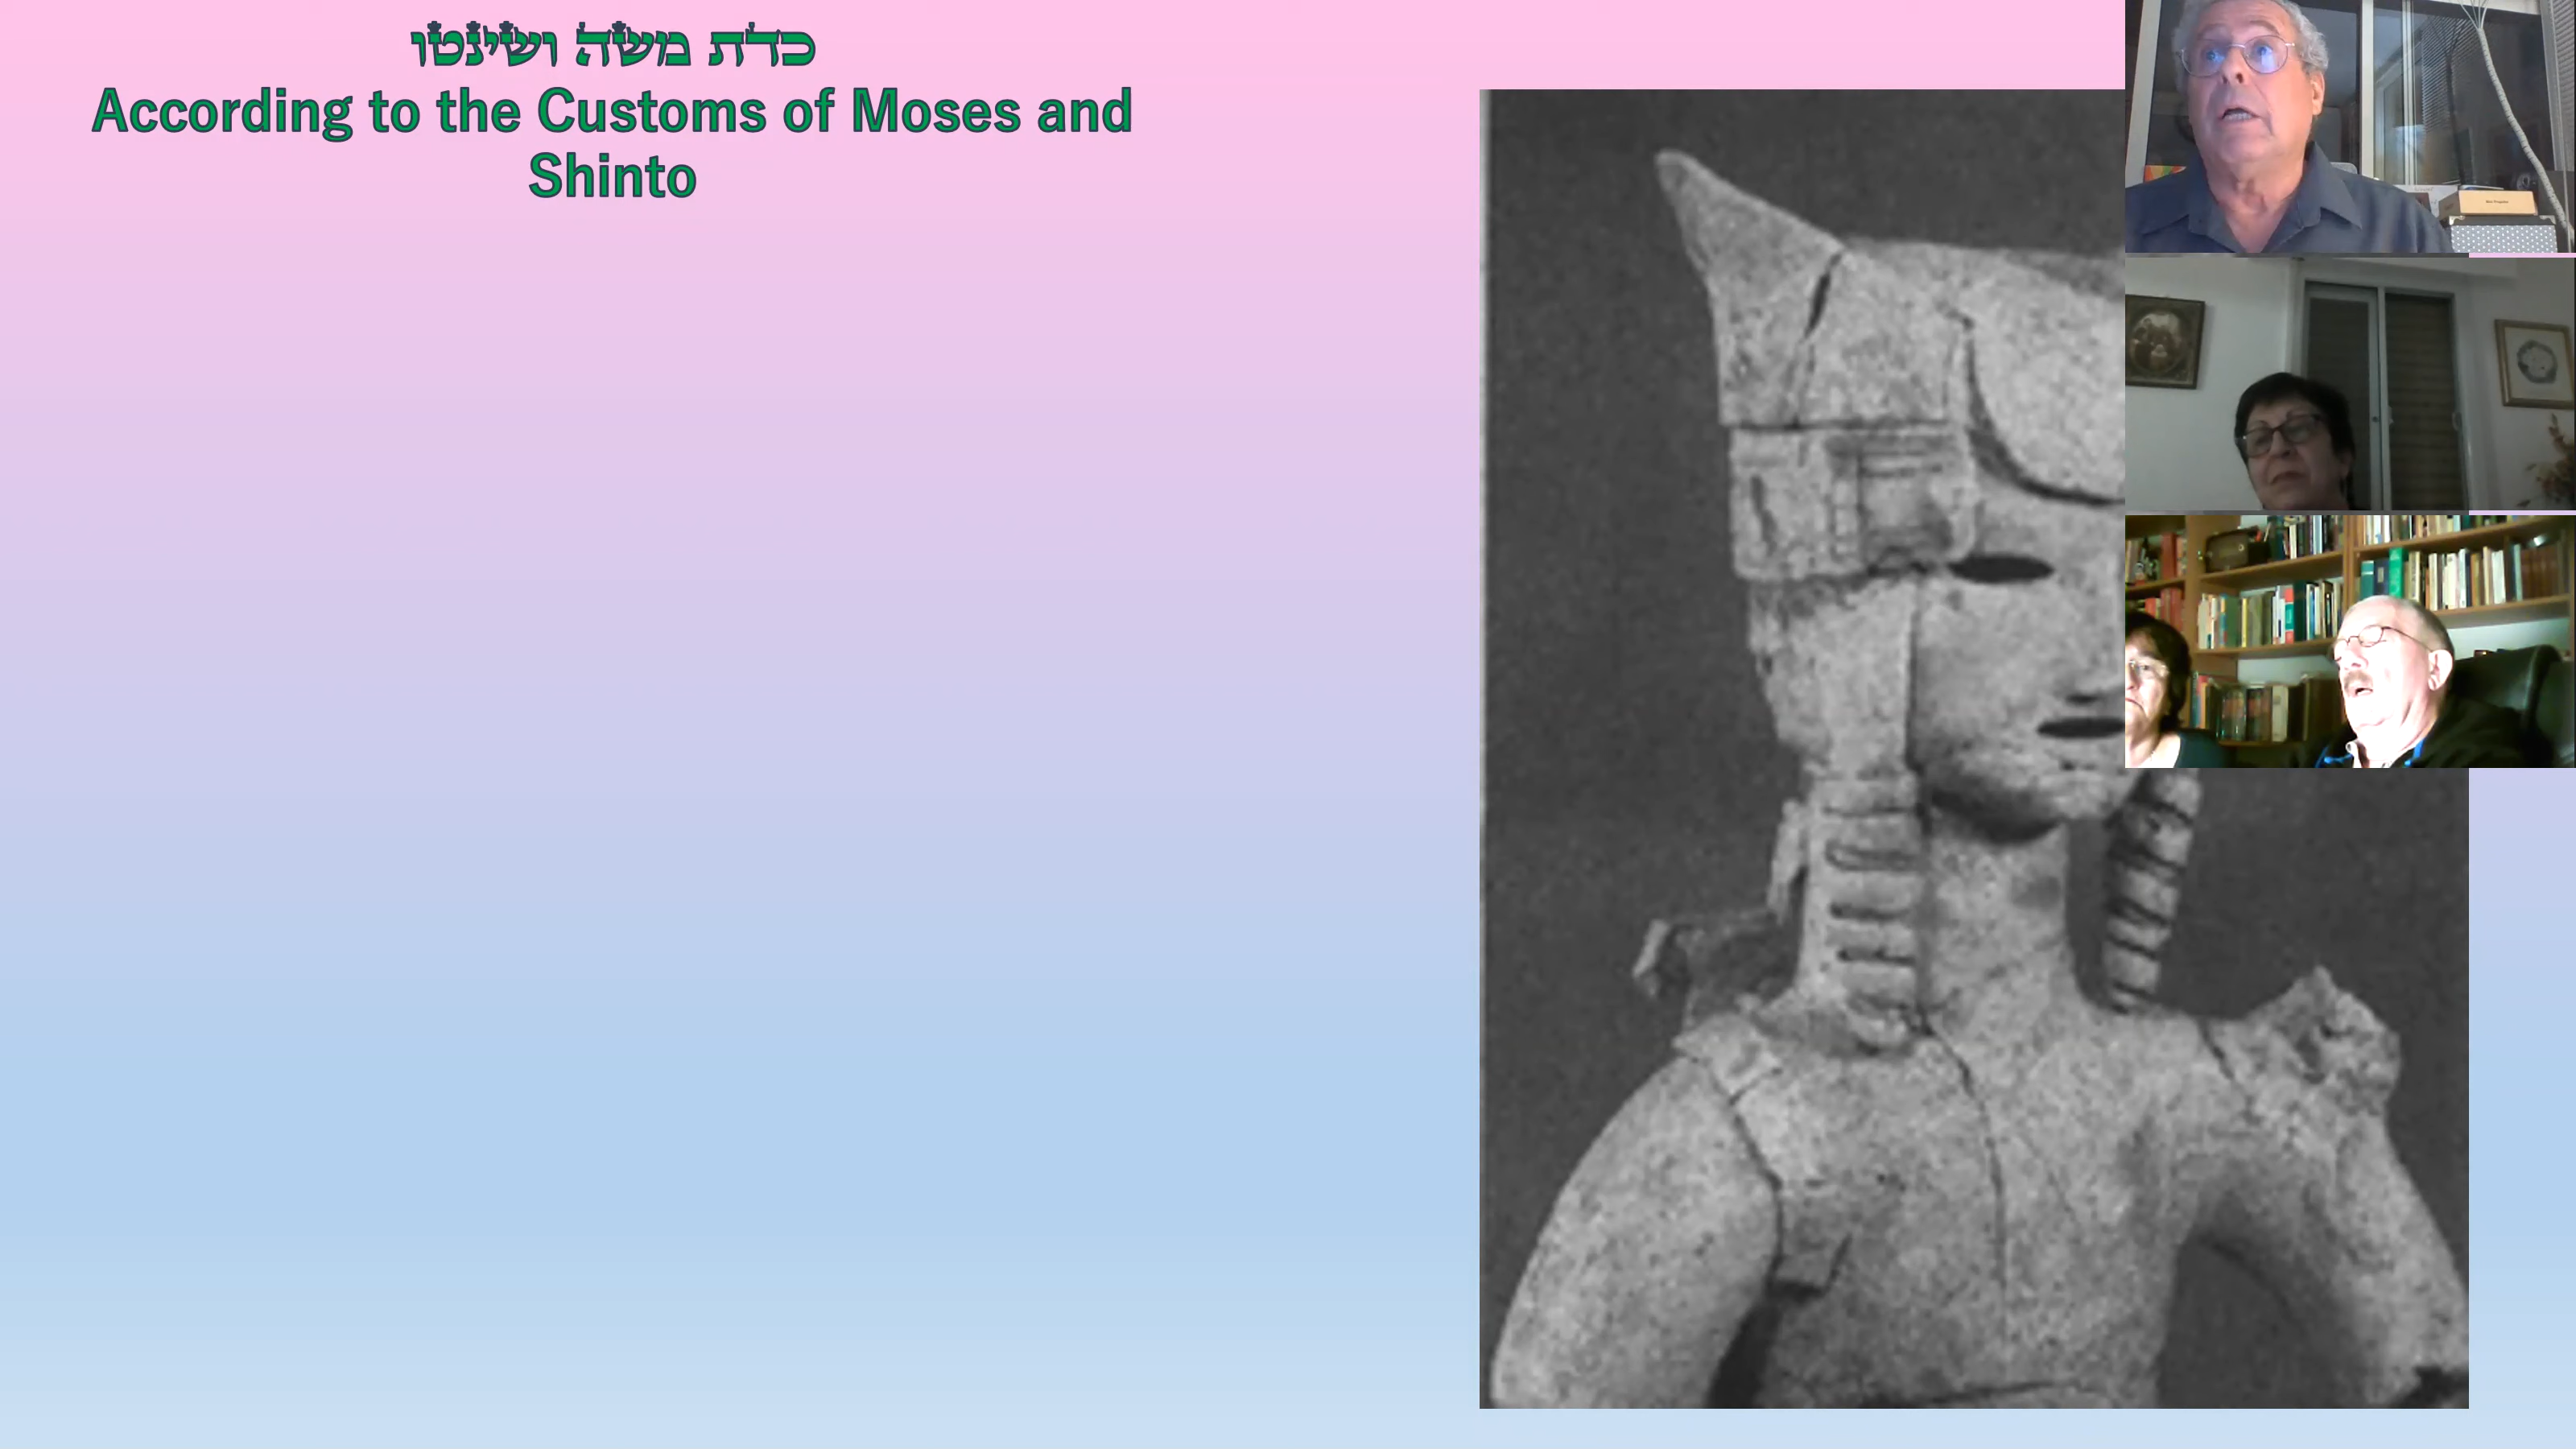 כדת משה ושינטו
According to the Customs of Moses and
Shinto